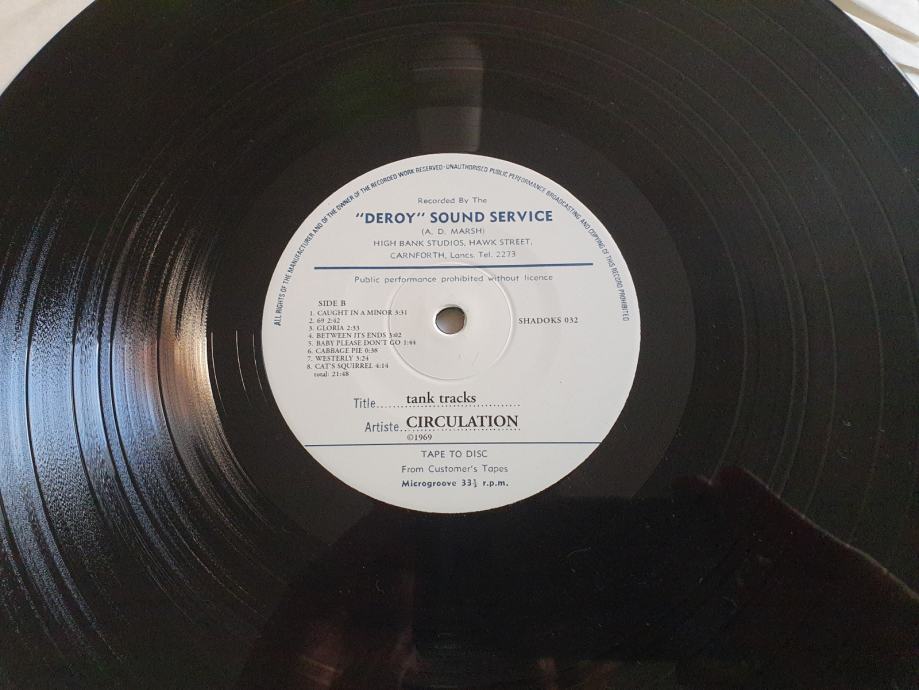 ALL RIGHTS OF THE MANUFACTURER AND OF THE OWNER OF THE RECORDED WORK RESERVED-UNAUTHORISED PUBLIC PERFORMANCE BROADCASTING AND COPYING OF THIS RECORD PROHIBITED
Recorded By The
"DEROY" SOUND SERVICE
(A. D. MARSH)
HIGH BANK STUDIOS, HAWK STREET,
CARNFORTH, Lancs. Tel. 2273
Public performance prohibited without licence
SIDE B
1. CAUGHT IN A MINOR 3:31
2. 69 2:42
3. GLORIA 2:33
4. BETWEEN ITS ENDS 3:02
5. BABY PLEASE DON'T GO 1:44
6. CABBAGE PIE 0:38
7. WESTERLY 3:24
8. CAT'S SQUIRREL 4:14
total: 21:48
SHADOKS 032
Title... tank tracks
Artiste... CIRCULATION
©1969
TAPE TO DISC
From Customer's Tapes
Microgroove 33⅓ r.p.m.